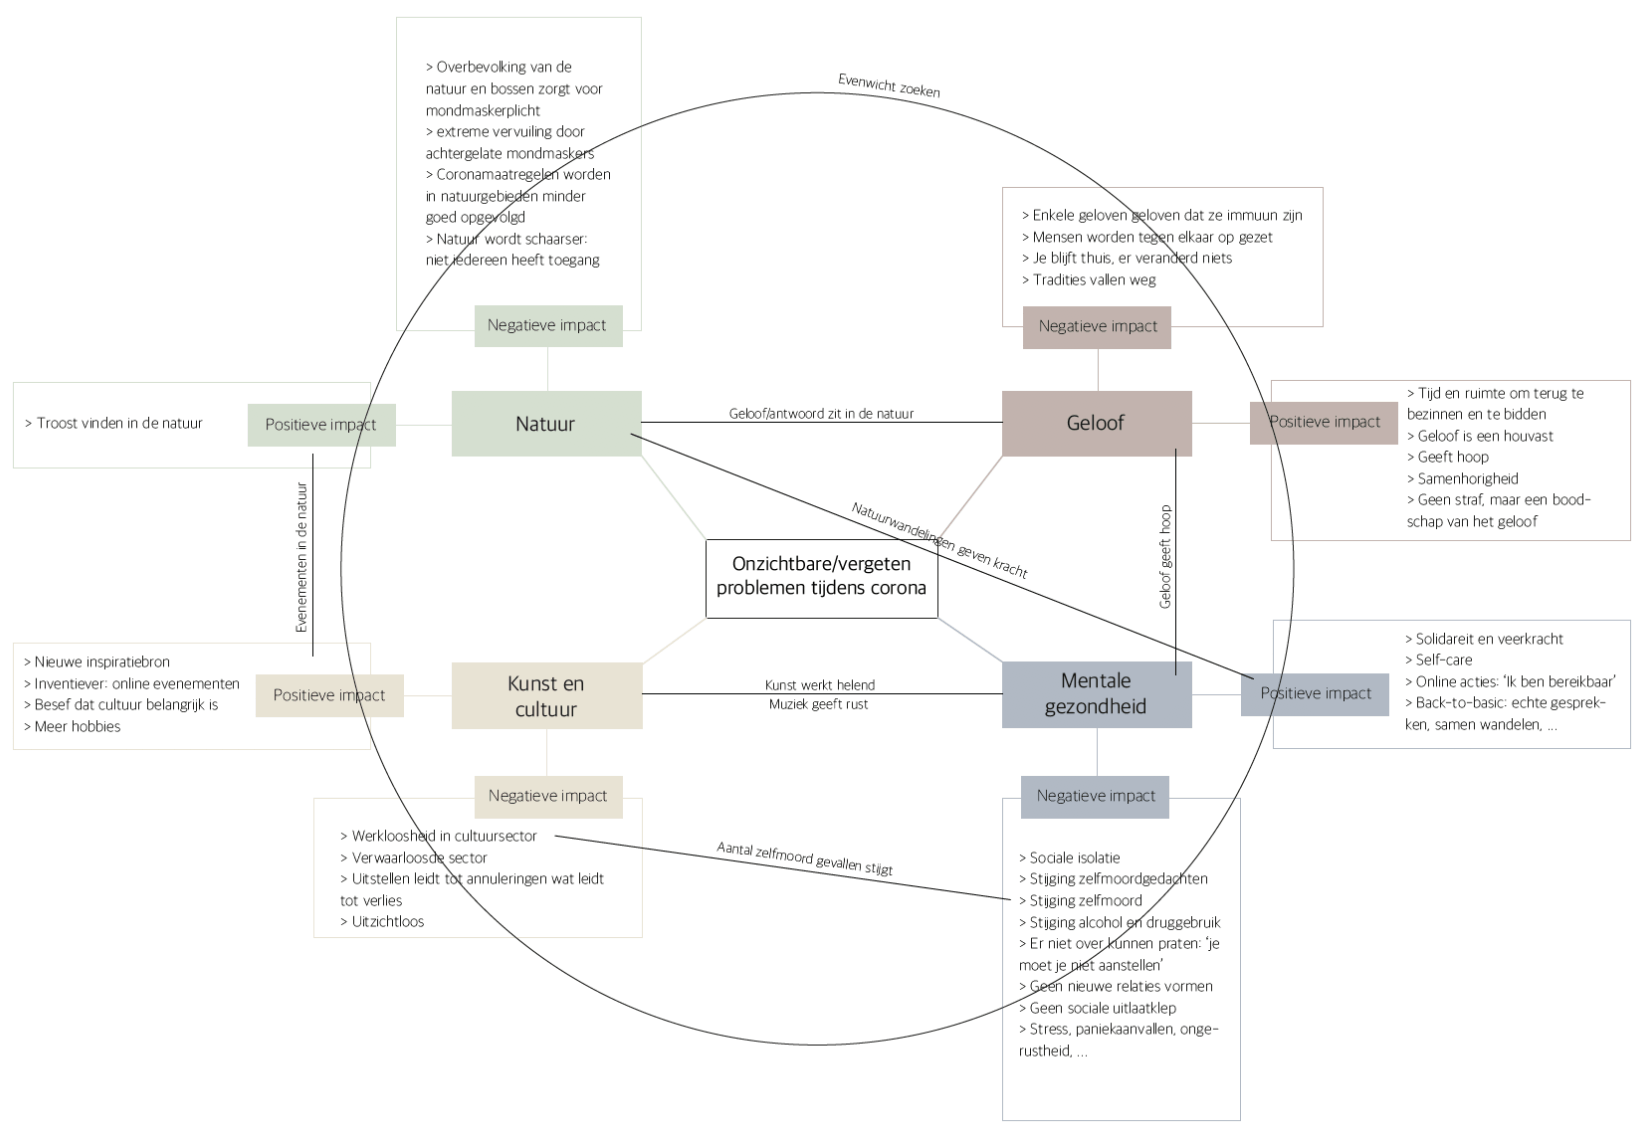 > Overbevolking van de
natuur en bossen zorgt voor
mondmaskerplicht
> extreme vervuiling door
achtergelate mondmaskers
> Coronamaatregelen worden
in natuurgebieden minder
goed opgevolgd
> Natuur wordt schaarser:
niet iedereen heeft toegang
Negatieve impact
Evenwicht zoeken
> Enkele geloven geloven dat ze immuun zijn
> Mensen worden tegen elkaar op gezet
> Je blijft thuis, er veranderd niets
> Tradities vallen weg
Negatieve impact
> Troost vinden in de natuur
Positieve impact
Natuur
Geloof/antwoord zit in de natuur
Geloof
Positieve impact
> Tijd en ruimte om terug te
bezinnen en te bidden
> Geloof is een houvast
> Geeft hoop
> Samenhorigheid
> Geen straf, maar een bood-
schap van het geloof
Evenementen in de natuur
Natuurwandelingen geven kracht
Geloof geeft hoop
Onzichtbare/vergeten
problemen tijdens corona
> Nieuwe inspiratiebron
> Inventiever: online evenementen
> Besef dat cultuur belangrijk is
> Meer hobbies
Positieve impact
Kunst en
cultuur
Kunst werkt helend
Muziek geeft rust
Mentale
gezondheid
Positieve impact
> Solidareit en veerkracht
> Self-care
> Online acties: 'Ik ben bereikbaar'
> Back-to-basic: echte gesprek-
ken, samen wandelen, ...
Negatieve impact
> Werkloosheid in cultuursector
> Verwaarloosde sector
> Uitstellen leidt tot annuleringen wat leidt
tot verlies
> Uitzichtloos
Aantal zelfmoord gevallen stijgt
Negatieve impact
> Sociale isolatie
> Stijging zelfmoordgedachten
> Stijging zelfmoord
> Stijging alcohol en druggebruik
> Er niet over kunnen praten: 'je
moet je niet aanstellen'
> Geen nieuwe relaties vormen
> Geen sociale uitlaatklep
> Stress, paniekaanvallen, onge-
rustheid, ...